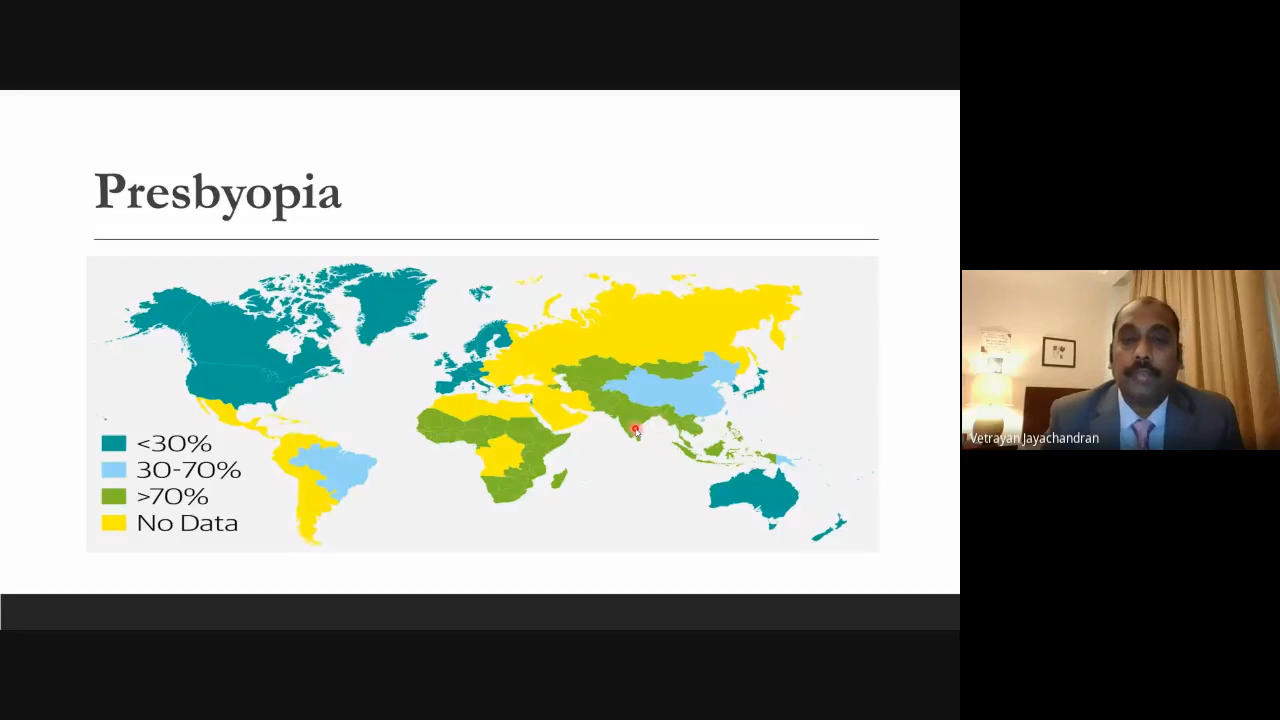 Presbyopia
<30%
30-70%
>70%
No Data
Vetrayan Jayachandran